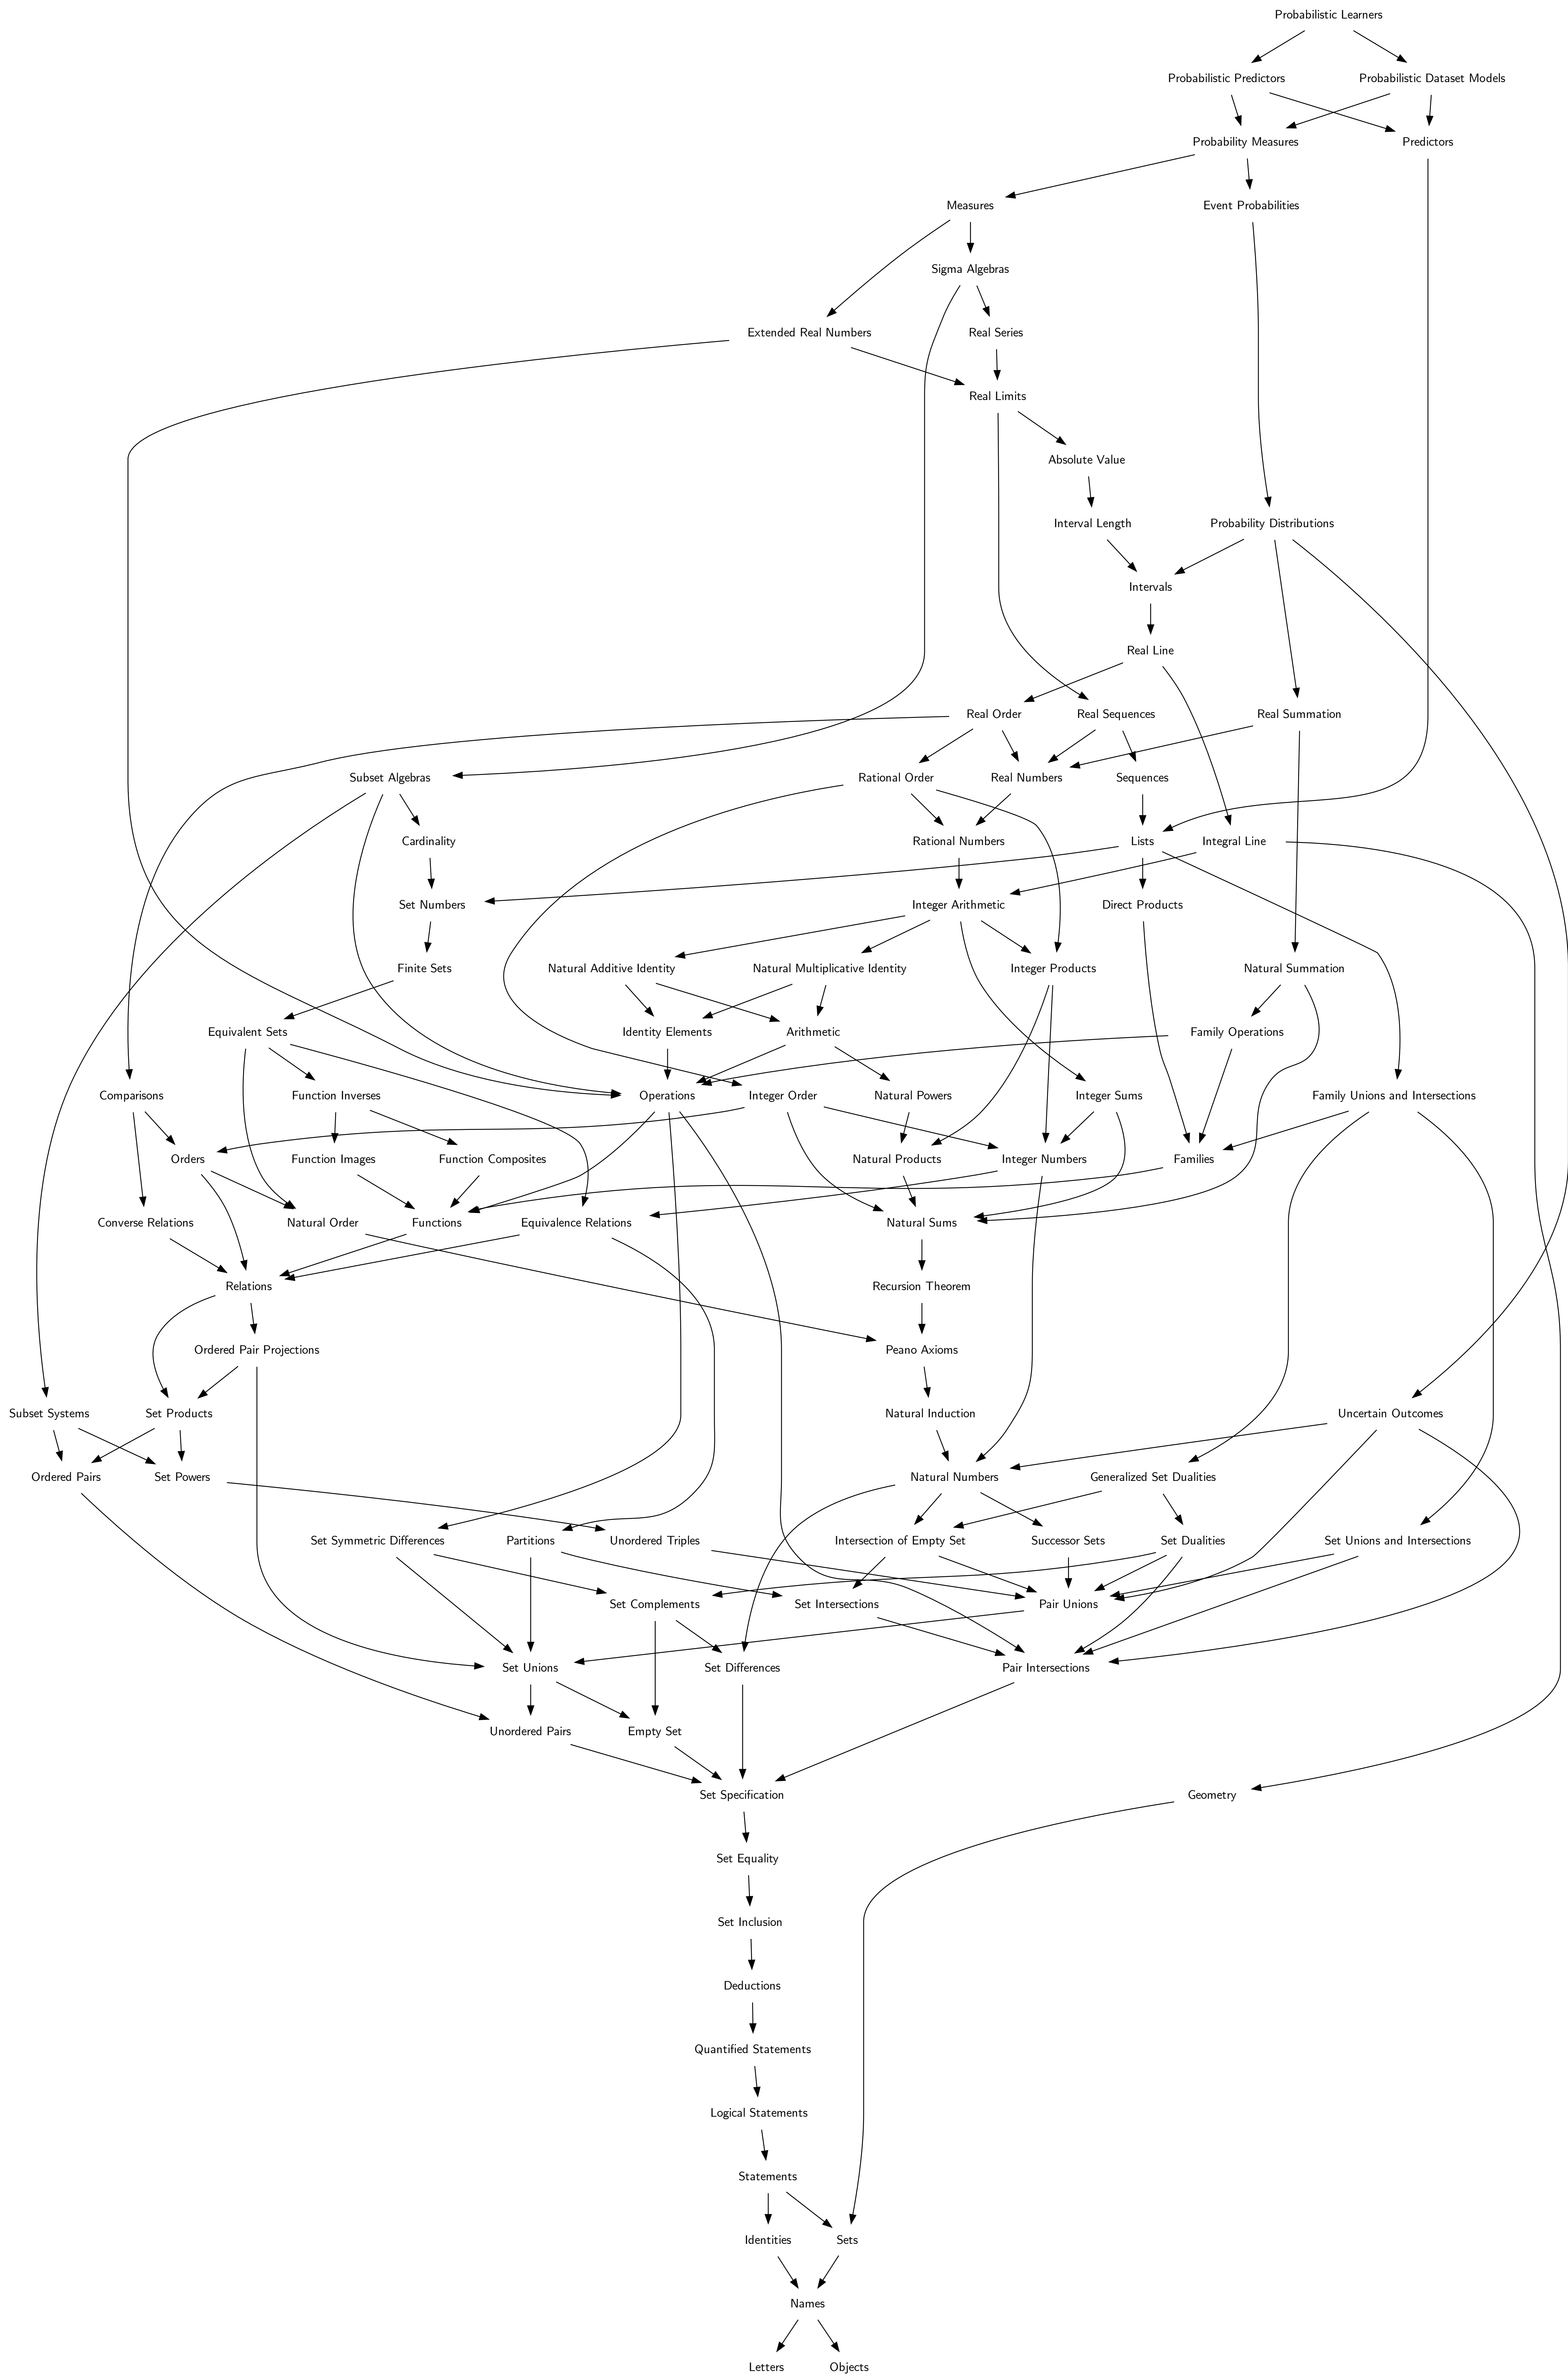 Probabilistic Learners
Probabilistic Predictors
Probabilistic Dataset Models
Probability Measures
Predictors
Measures
Event Probabilities
Sigma Algebras
Extended Real Numbers
Real Series
Real Limits
Absolute Value
Interval Length
Probability Distributions
Intervals
Real Line
Real Order
Real Sequences
Real Summation
Subset Algebras
Rational Order
Real Numbers
Sequences
Cardinality
Rational Numbers
Lists
Integral Line
Set Numbers
Integer Arithmetic
Direct Products
Finite Sets
Natural Additive Identity
Natural Multiplicative Identity
Integer Products
Natural Summation
Equivalent Sets
Identity Elements
Arithmetic
Family Operations
Comparisons
Function Inverses
Operations
Integer Order
Natural Powers
Integer Sums
Family Unions and Intersections
Orders
Function Images
Function Composites
Natural Products
Integer Numbers
Families
Converse Relations
Natural Order
Functions
Equivalence Relations
Natural Sums
Relations
Recursion Theorem
Ordered Pair Projections
Peano Axioms
Subset Systems
Set Products
Natural Induction
Uncertain Outcomes
Ordered Pairs
Set Powers
Natural Numbers
Generalized Set Dualities
Set Symmetric Differences
Partitions
Unordered Triples
Intersection of Empty Set
Successor Sets
Set Dualities
Set Unions and Intersections
Set Complements
Set Intersections
Pair Unions
Set Unions
Set Differences
Pair Intersections
Unordered Pairs
Empty Set
Set Specification
Geometry
Set Equality
Set Inclusion
Deductions
Quantified Statements
Logical Statements
Statements
Identities
Sets
Names
Letters
Objects